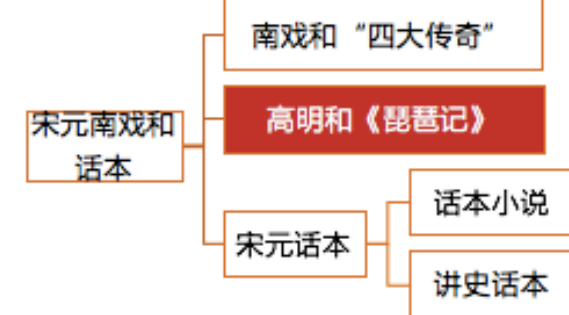 南戏和“四大传奇”
高明和《琵琶记》
宋元南戏和
话本
宋元话本
话本小说
讲史话本